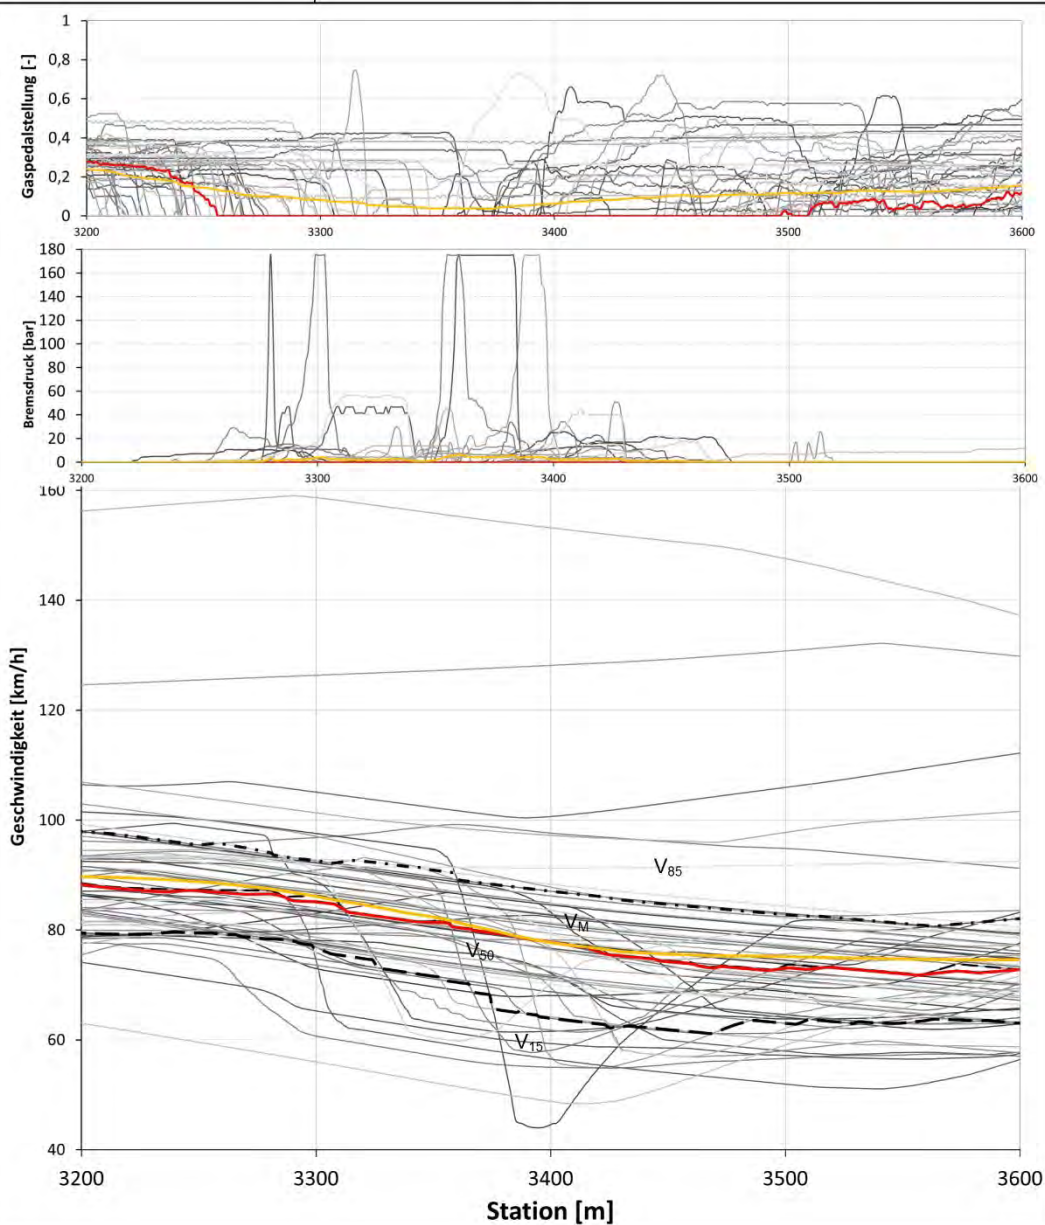 Gaspedalstellung [-]
1
0,8
0,6
0,4
0,2
0
3200 3300 3400 3500 3600
Bremsdruck [bar]
180
160
140
120
100
80
60
40
20
0
3200 3300 3400 3500 3600
Geschwindigkeit [km/h]
160
140
120
100
80
60
40
V85
VM
V50
V15
3200 3300 3400 3500 3600
Station [m]